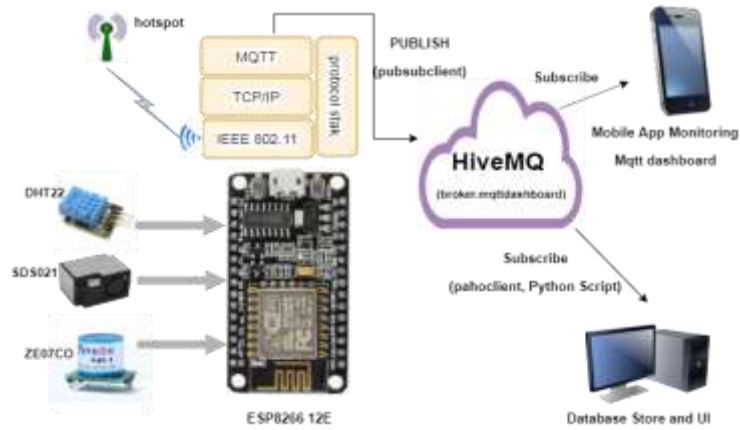 hotspot
MQTT
TCP/IP
IEEE 802.11
protocol stak
PUBLISH
(pubsubclient)
Subscribe
Mobile App Monitoring
Mqtt dashboard
HiveMQ
(broker.mqttdashboard)
DHT22
SDS021
ZE07CO
Subscribe
(pahoclient, Python Script)
ESP8266 12E
Database Store and UI